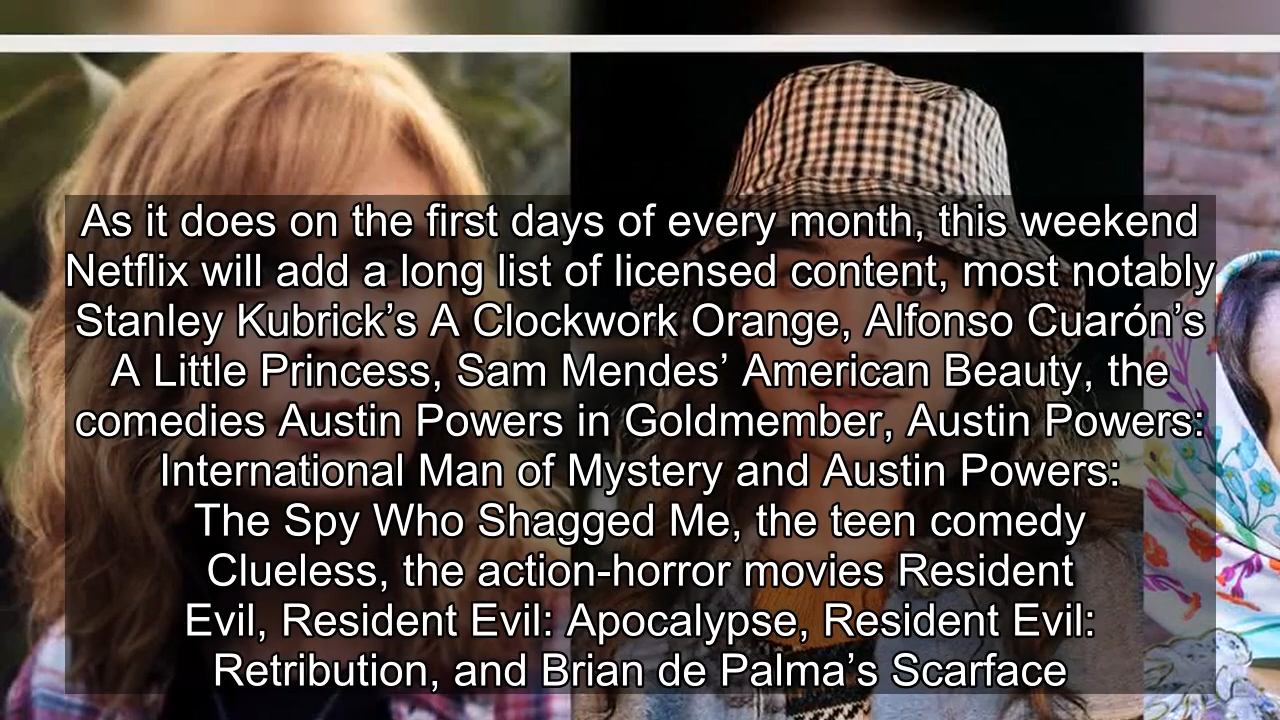 As it does on the first days of every month, this weekend
Netflix will add a long list of licensed content, most notably
Stanley Kubrick’s A Clockwork Orange, Alfonso Cuarón’s
A Little Princess, Sam Mendes’ American Beauty, the
comedies Austin Powers in Goldmember, Austin Powers:
International Man of Mystery and Austin Powers:
The Spy Who Shagged Me, the teen comedy
Clueless, the action-horror movies Resident
Evil, Resident Evil: Apocalypse, Resident Evil:
Retribution, and Brian de Palma’s Scarface